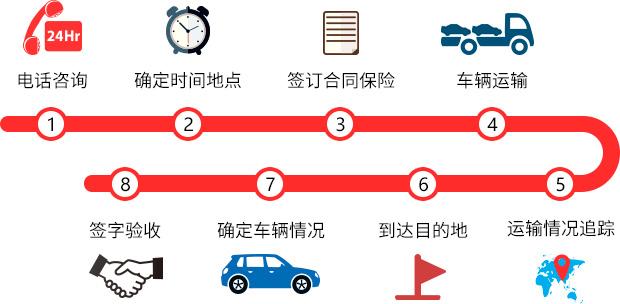 24Hr
电话咨询
确定时间地点
签订合同保险
车辆运输
1
2
3
4
8
7
6
5
签字验收
确定车辆情况
到达目的地
运输情况追踪